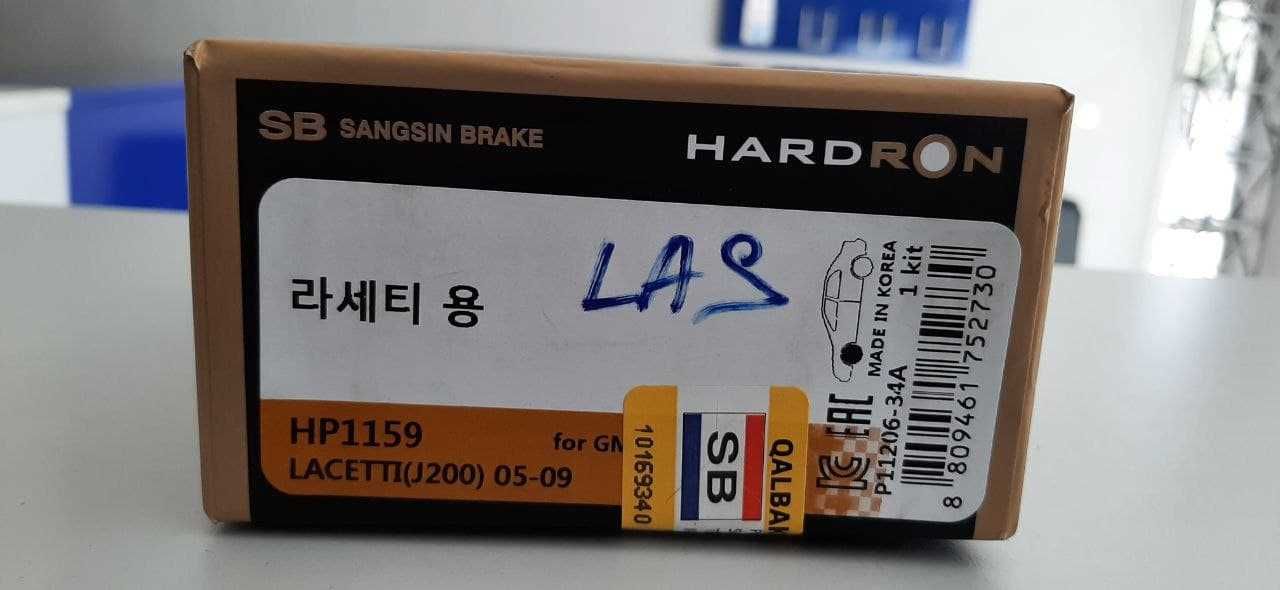 SB SANGSIN BRAKE
HARDRON
라세티 용
LAS
HP1159
for GM
LACETTI(J200) 05-09
10169340
SB
MADE IN KOREA
1 kit
EAC
P11206-34A
8 809461 752730